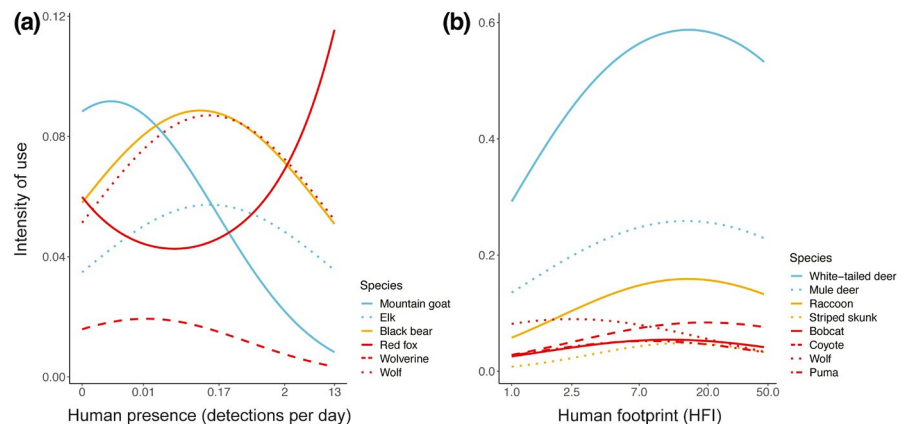 (a)
0.12
0.08
0.04
0.00
Intensity of use
0 0.01 0.17 2 13
Human presence (detections per day)
Species
Mountain goat
Elk
Black bear
Red fox
Wolverine
Wolf
(b)
0.6
0.4
0.2
0.0
1.0 2.5 7.0 20.0 50.0
Human footprint (HFI)
Species
White-tailed deer
Mule deer
Raccoon
Striped skunk
Bobcat
Coyote
Wolf
Puma